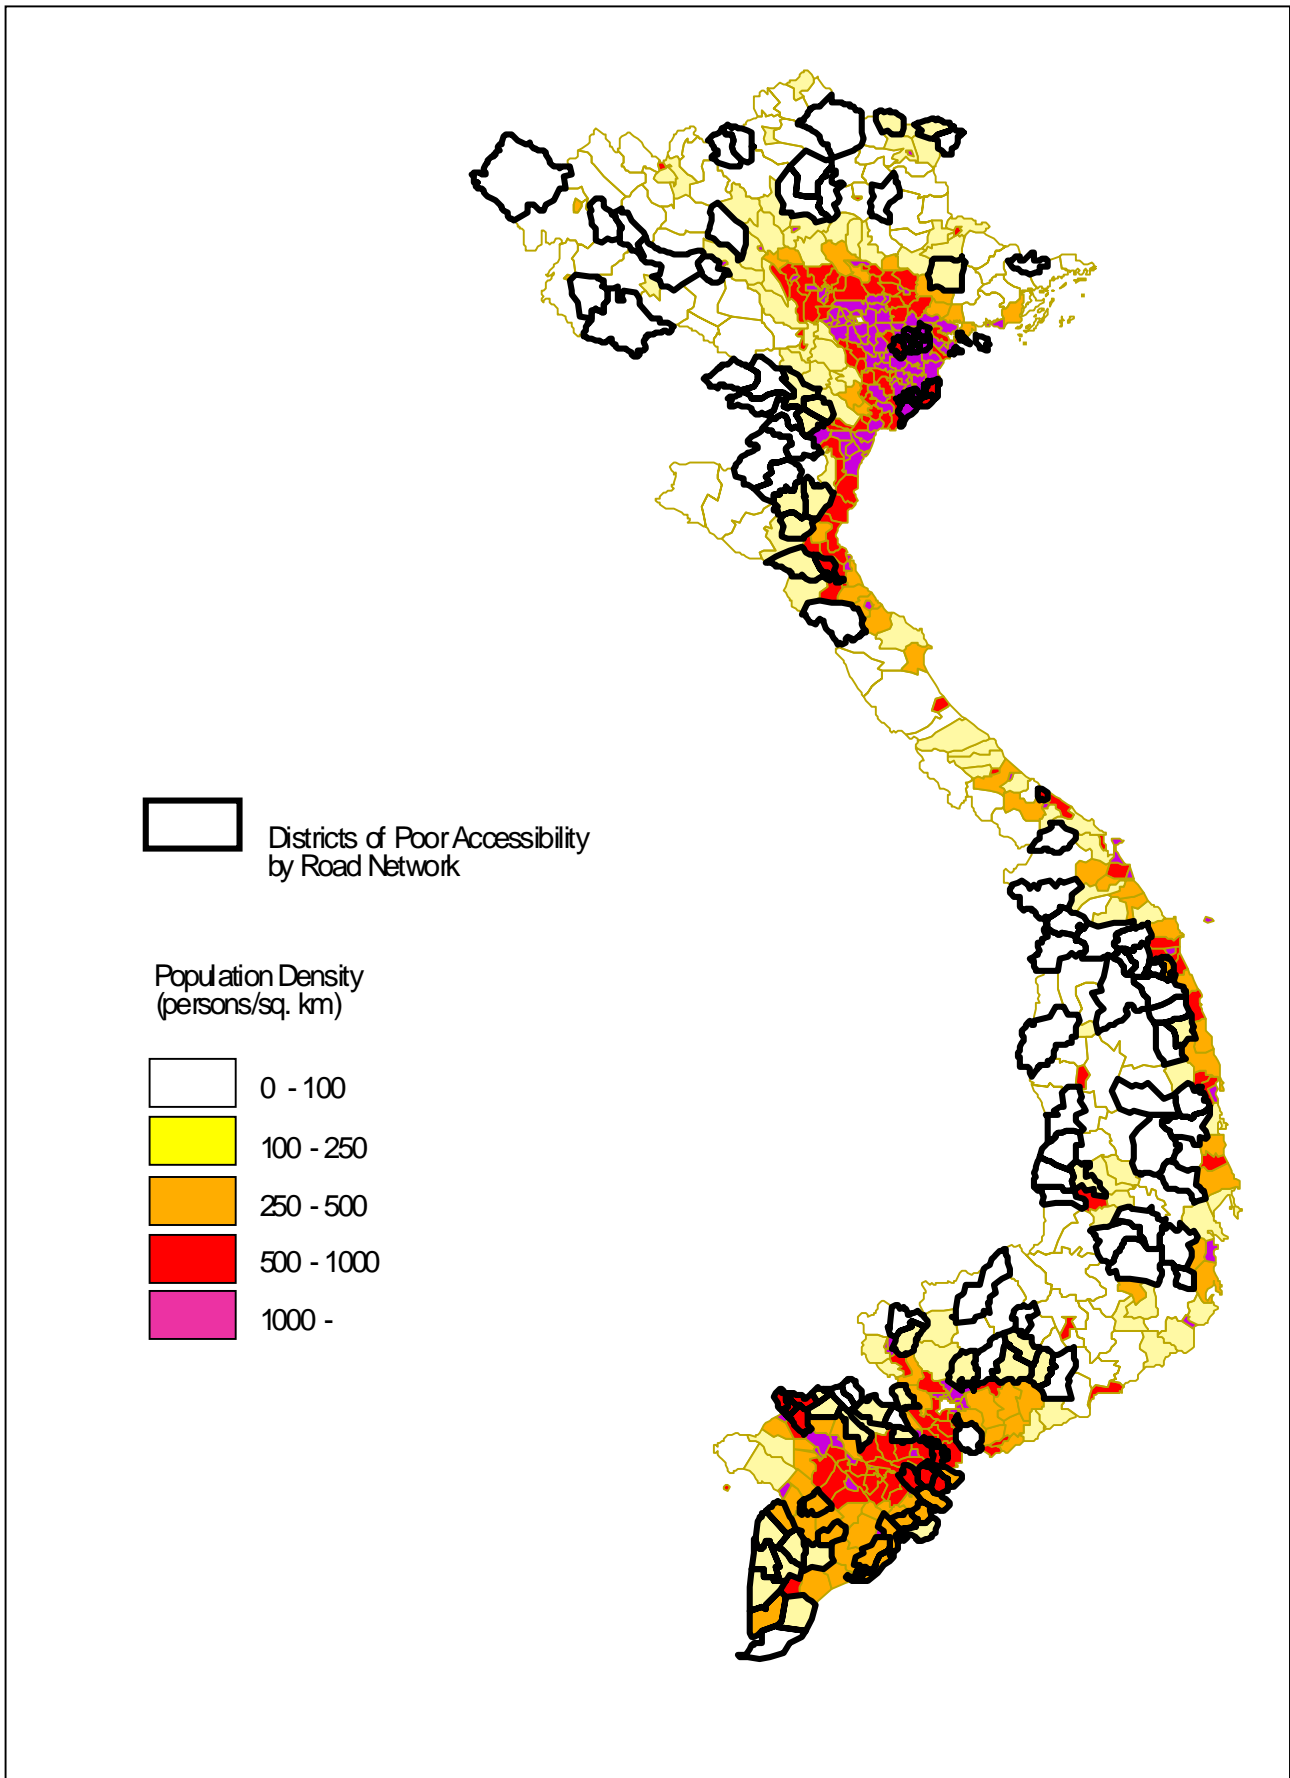 Districts of Poor Accessibility
by Road Network
Population Density
(persons/sq. km)
0 - 100
100 - 250
250 - 500
500 - 1000
1000 -